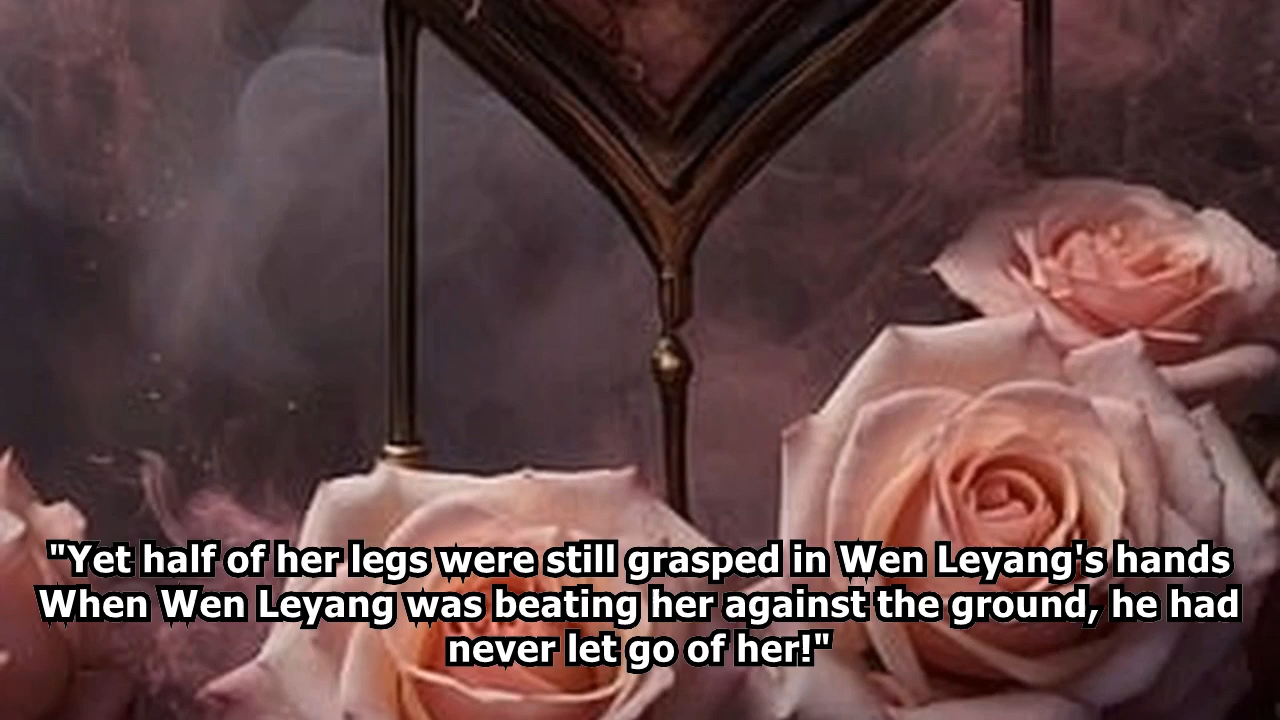 "Yet half of her legs were still grasped in Wen Leyang's hands
When Wen Leyang was beating her against the ground, he had
never let go of her!"